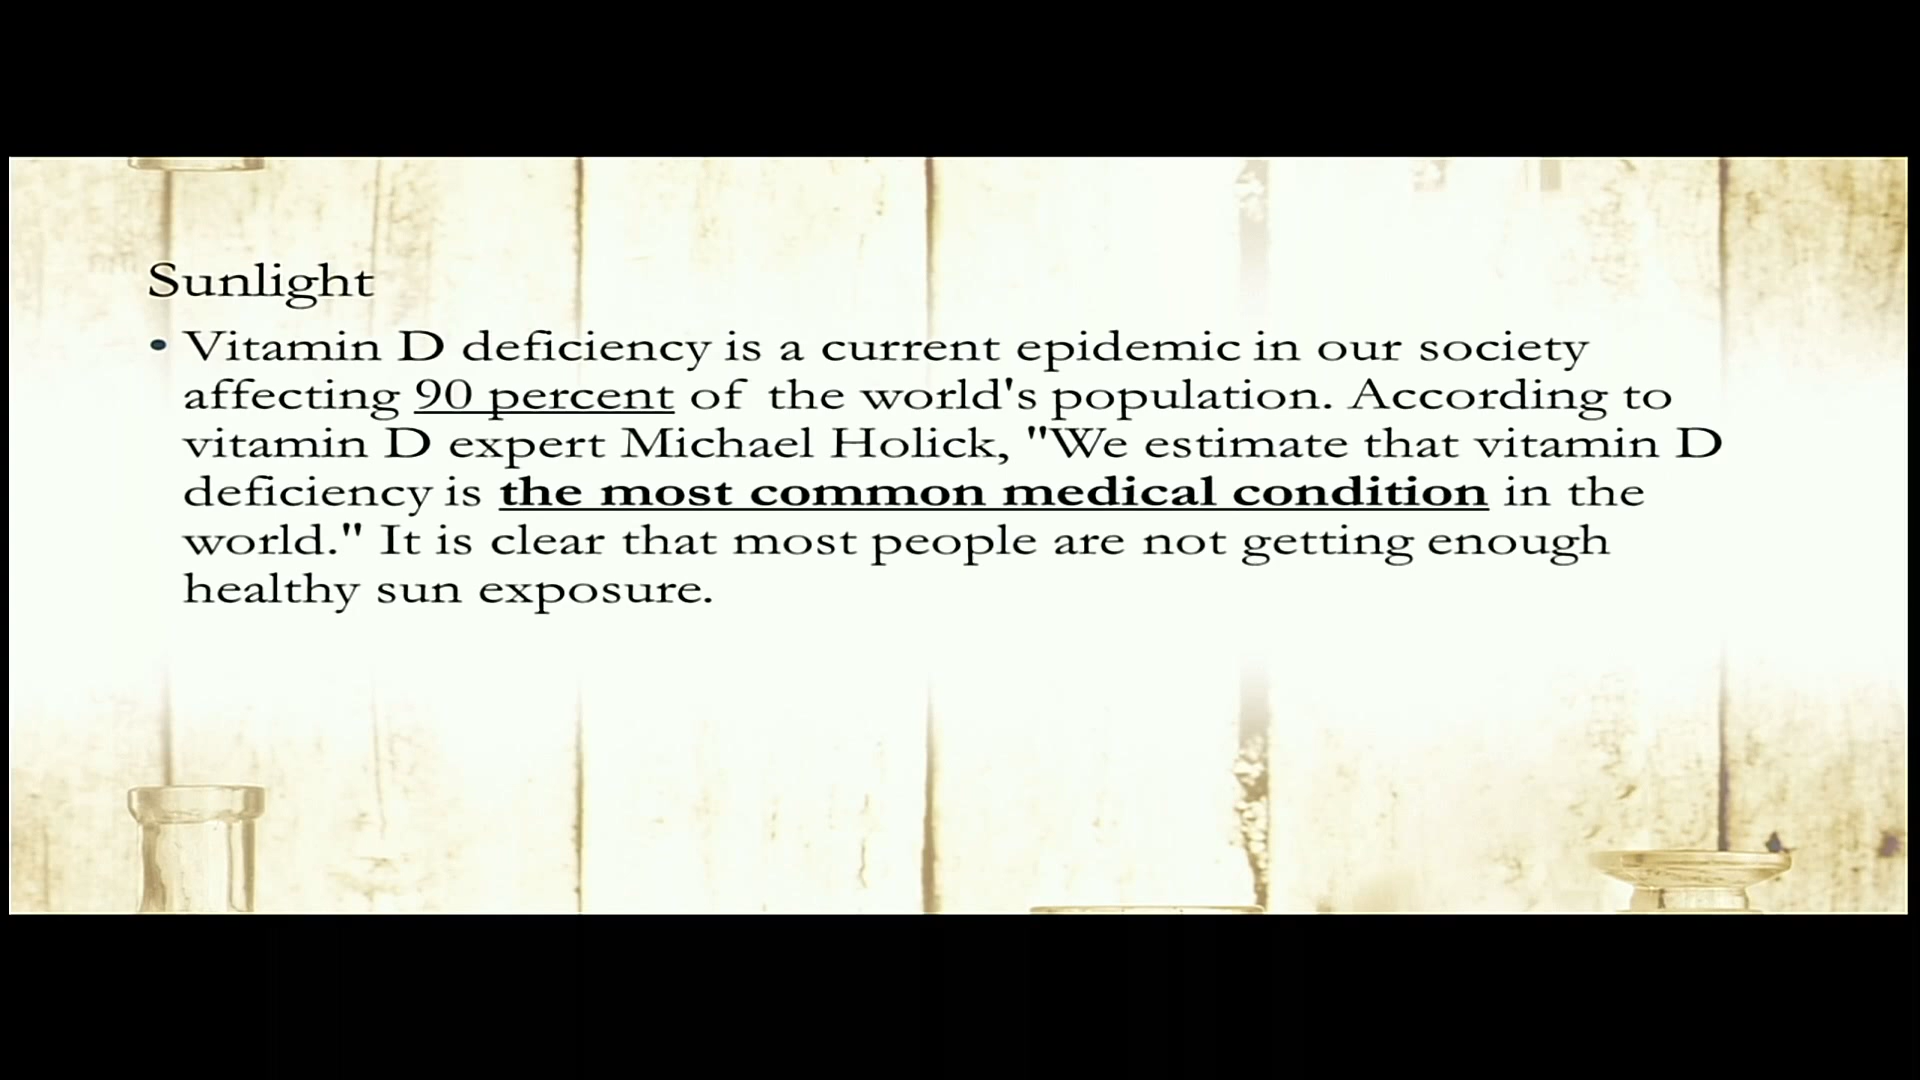 Sunlight
• Vitamin D deficiency is a current epidemic in our society
affecting 90 percent of the world's population. According to
vitamin D expert Michael Holick, "We estimate that vitamin D
deficiency is the most common medical condition in the
world." It is clear that most people are not getting enough
healthy sun exposure.